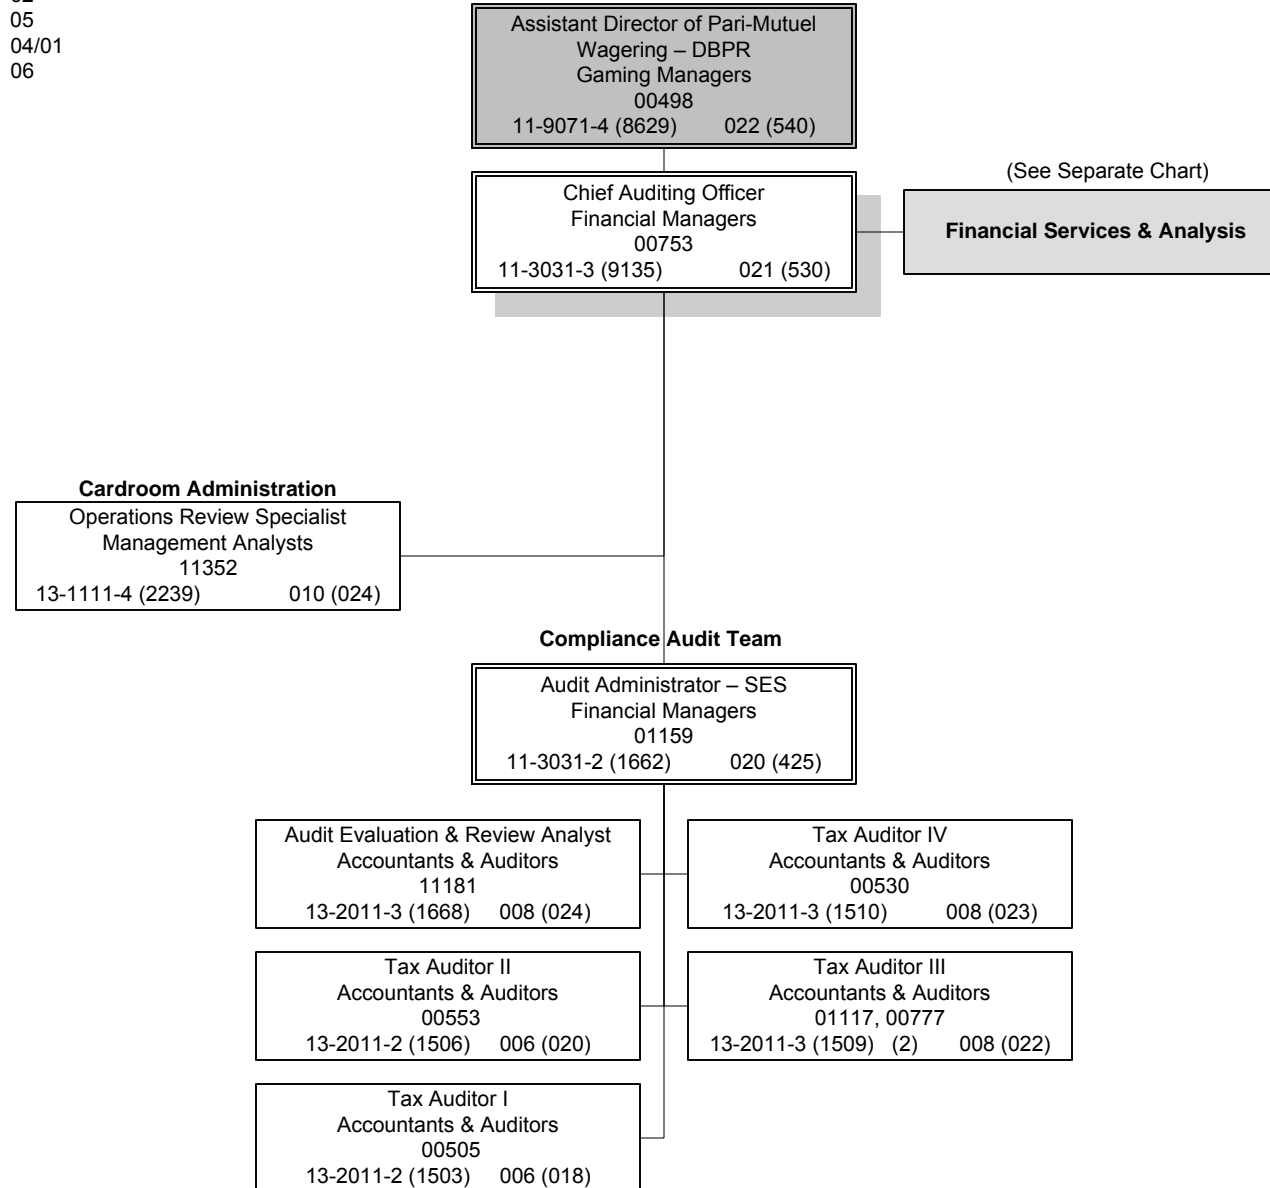 05
04/01
06
Assistant Director of Pari-Mutuel
Wagering – DBPR
Gaming Managers
00498
11-9071-4 (8629) 022 (540)
Chief Auditing Officer
Financial Managers
00753
11-3031-3 (9135) 021 (530)
(See Separate Chart)
Financial Services & Analysis
Cardroom Administration
Operations Review Specialist
Management Analysts
11352
13-1111-4 (2239) 010 (024)
Compliance Audit Team
Audit Administrator – SES
Financial Managers
01159
11-3031-2 (1662) 020 (425)
Audit Evaluation & Review Analyst
Accountants & Auditors
11181
13-2011-3 (1668) 008 (024)
Tax Auditor IV
Accountants & Auditors
00530
13-2011-3 (1510) 008 (023)
Tax Auditor II
Accountants & Auditors
00553
13-2011-2 (1506) 006 (020)
Tax Auditor III
Accountants & Auditors
01117, 00777
13-2011-3 (1509) (2) 008 (022)
Tax Auditor I
Accountants & Auditors
00505
13-2011-2 (1503) 006 (018)